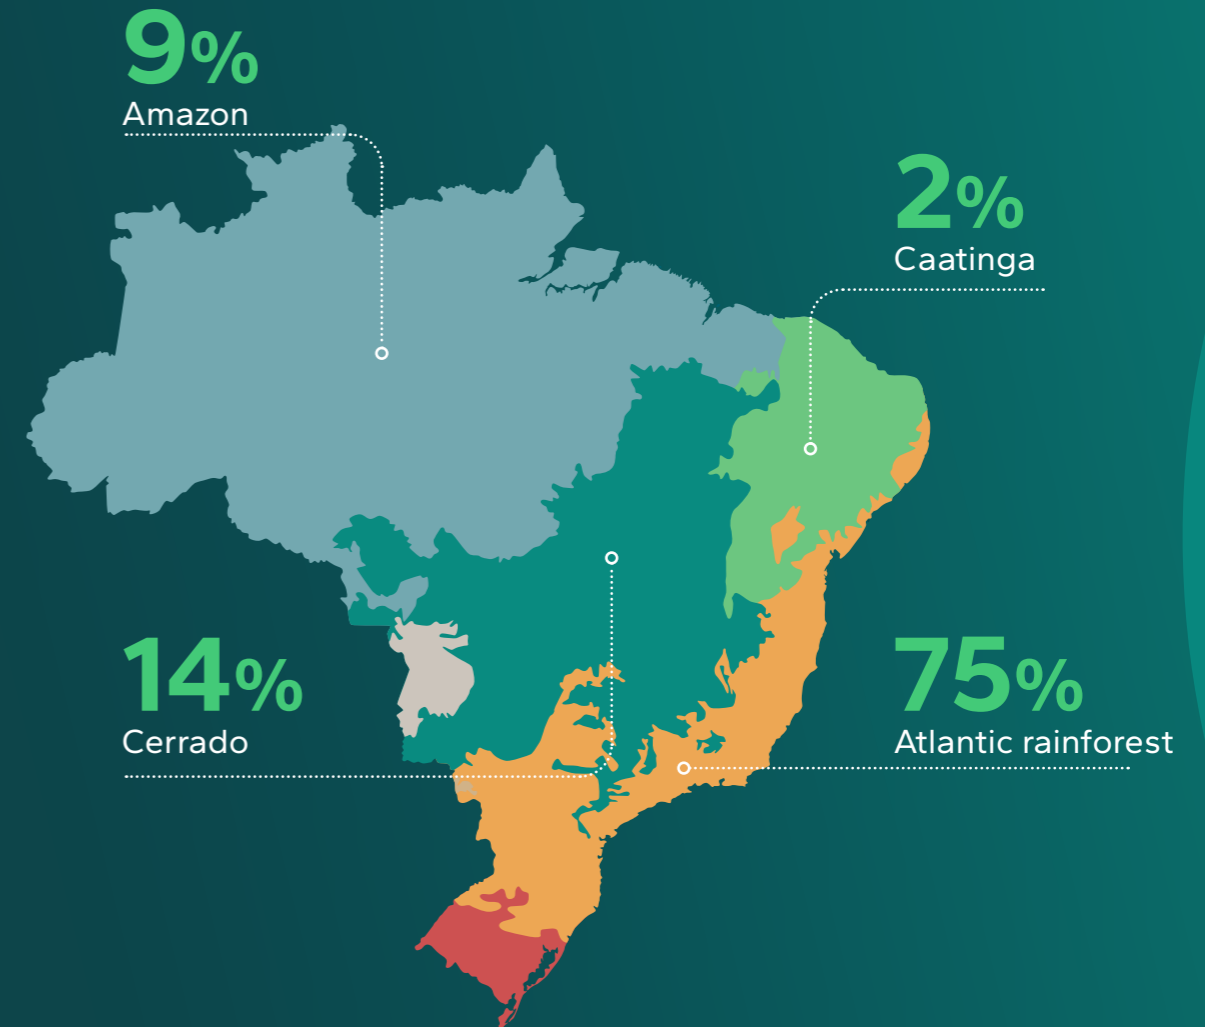 9%
Amazon
2%
Caatinga
14%
Cerrado
75%
Atlantic rainforest